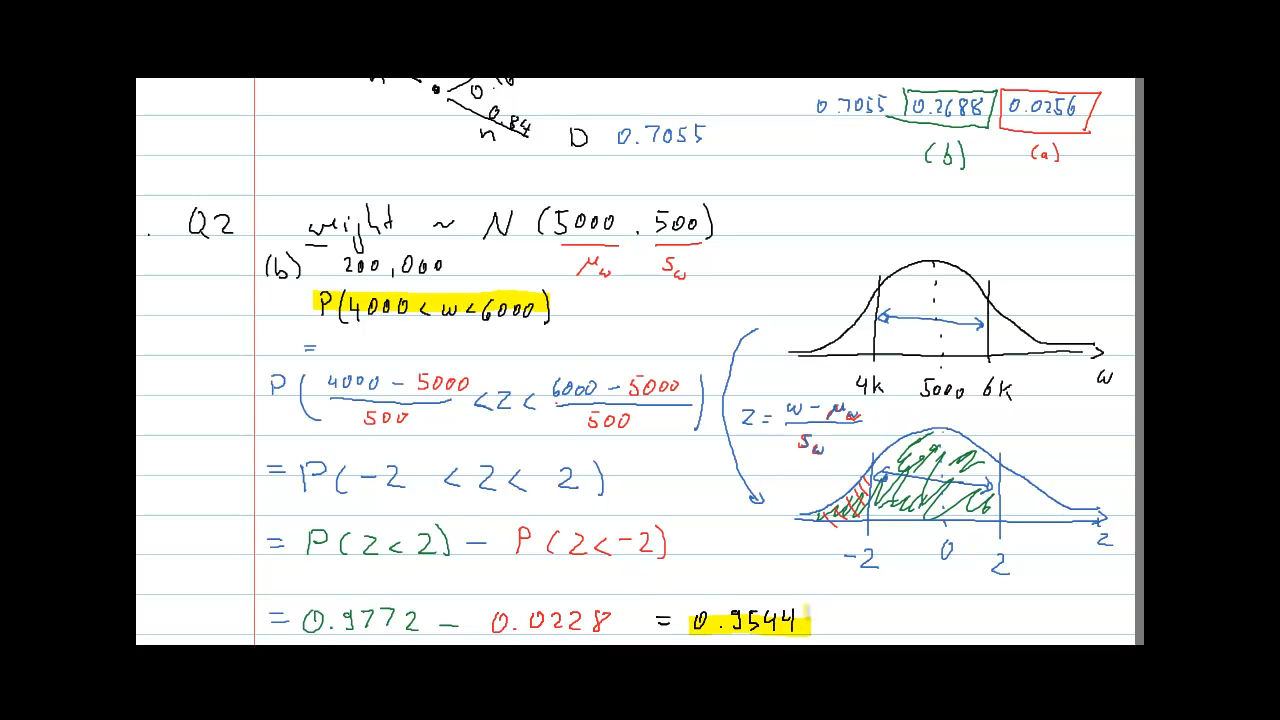 0.84
n D 0.7055
0.7055 0.2688 0.0256
(b) (a)
Q2 weight ~ N (5000, 500)
μw sw
(b) 200,000
P(4000 < w < 6000)
=
P( 4000 - 5000 / 500 < Z < 6000 - 5000 / 500 )
= P(-2 < Z < 2)
= P(Z < 2) - P(Z < -2)
= 0.9772 - 0.0228 = 0.9544
4K 5000 6K w
Z = w - μw / sw
-2 0 2 z